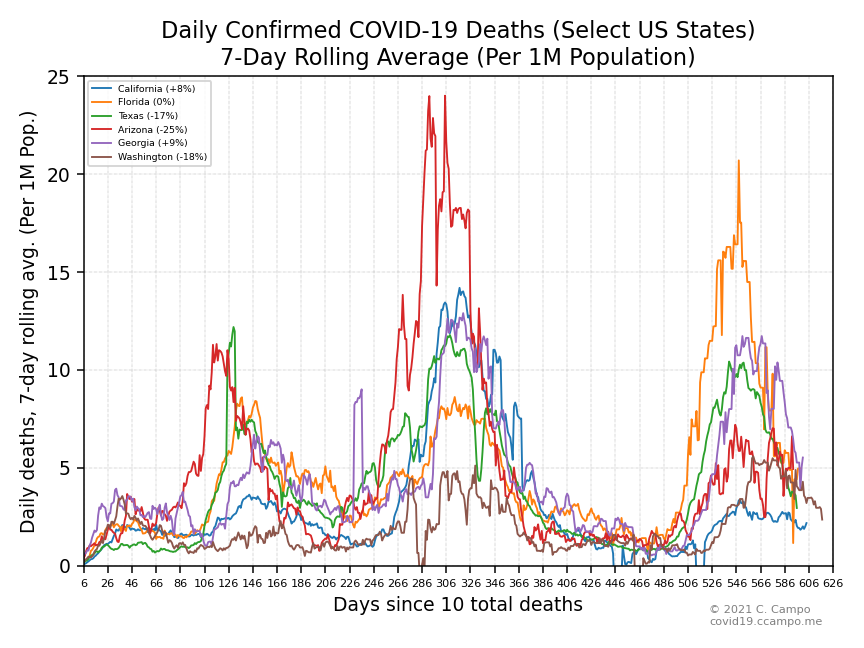 Daily Confirmed COVID-19 Deaths (Select US States)
7-Day Rolling Average (Per 1M Population)
Daily deaths, 7-day rolling avg. (Per 1M Pop.)
25
20
15
10
5
0
California (+8%)
Florida (0%)
Texas (-17%)
Arizona (-25%)
Georgia (+9%)
Washington (-18%)
6 26 46 66 86 106 126 146 166 186 206 226 246 266 286 306 326 346 366 386 406 426 446 466 486 506 526 546 566 586 606 626
Days since 10 total deaths
© 2021 C. Campo
covid19.ccampo.me